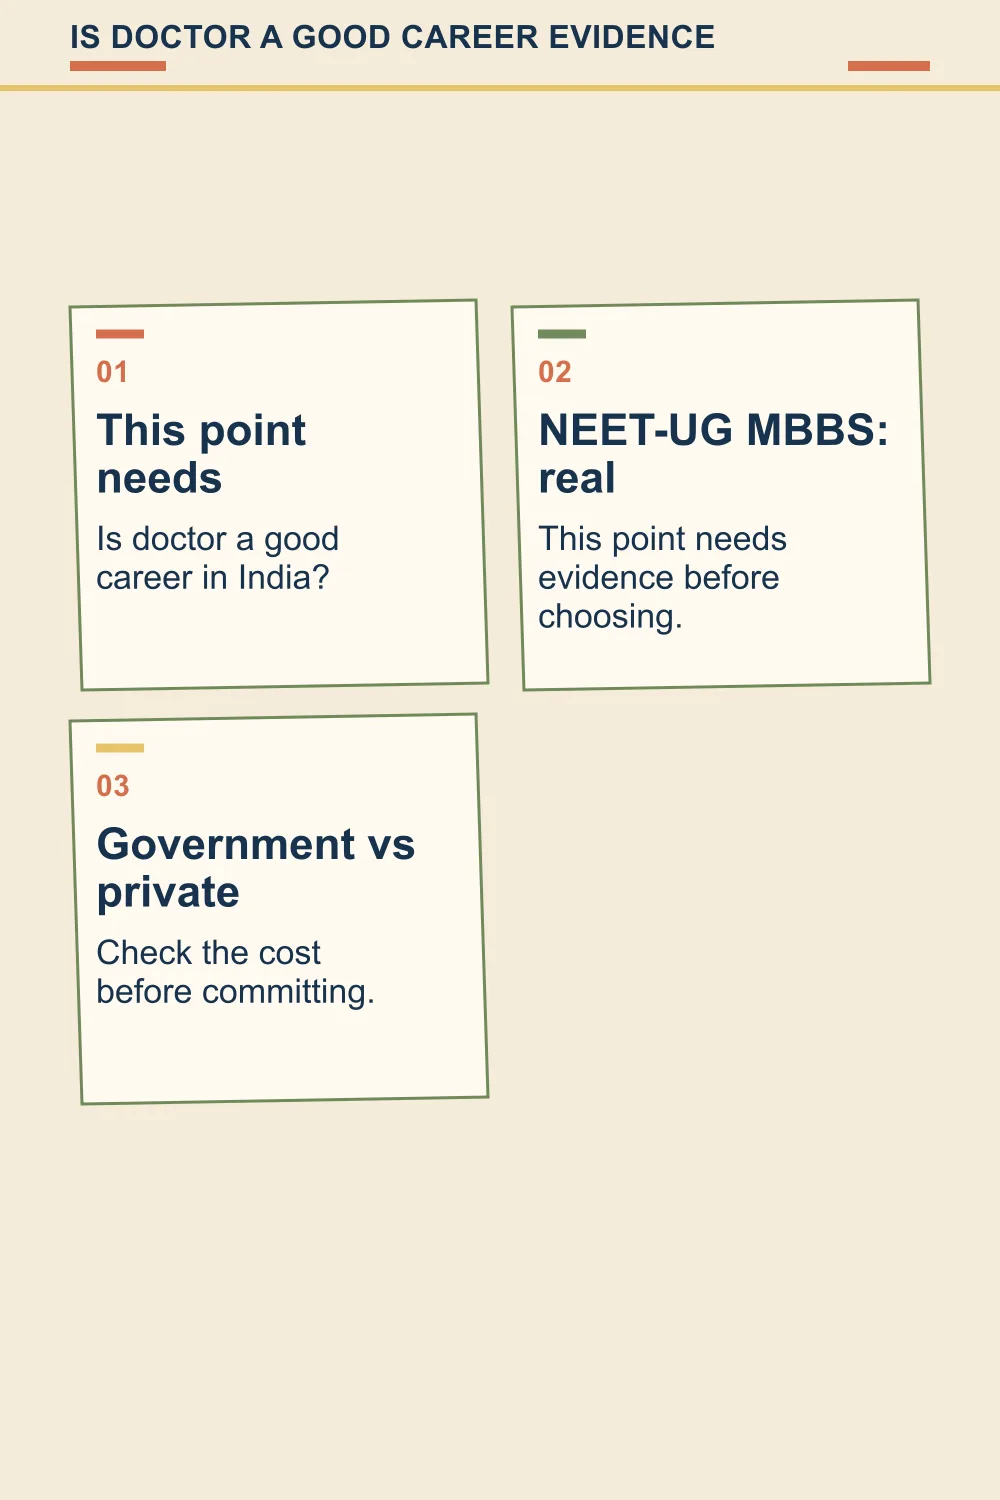 IS DOCTOR A GOOD CAREER EVIDENCE
01
This point
needs
Is doctor a good
career in India?
02
NEET-UG MBBS:
real
This point needs
evidence before
choosing.
03
Government vs
private
Check the cost
before committing.